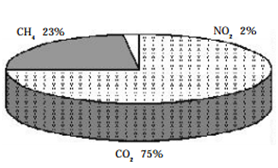 CH₄ 23%
NO₂ 2%
CO₂ 75%